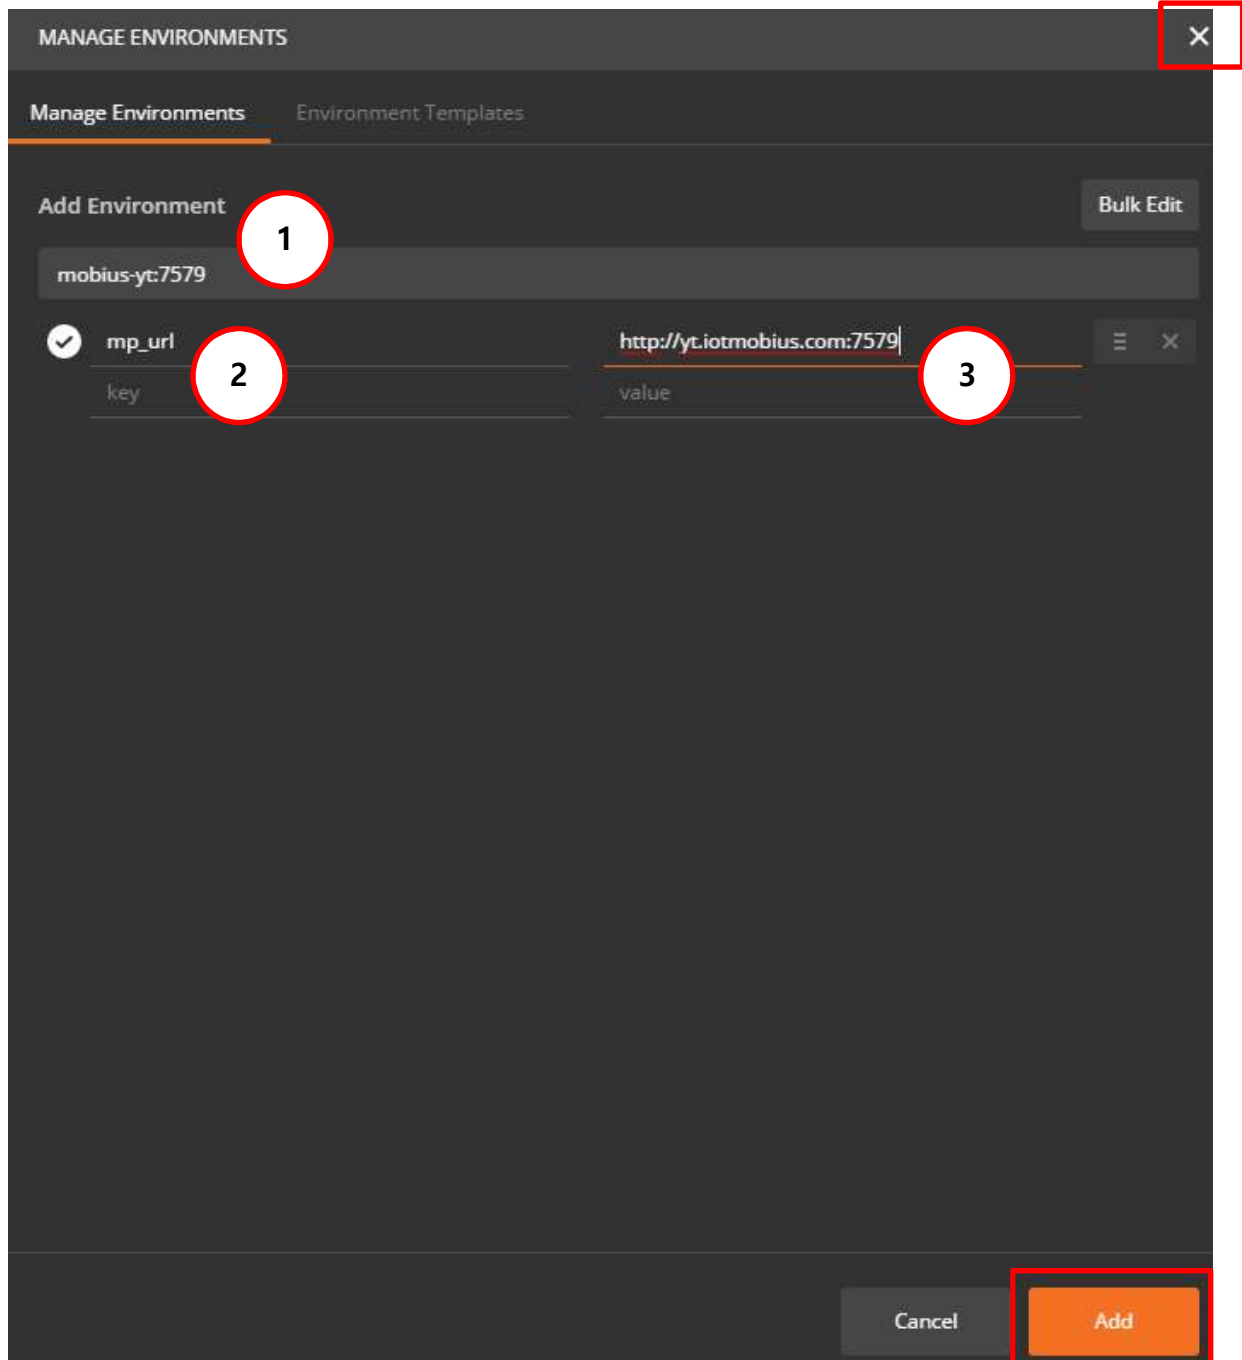 MANAGE ENVIRONMENTS
Manage Environments Environment Templates
Add Environment Bulk Edit
1
mobius-yt:7579
mp_url http://yt.iotmobius.com:7579
2 3
key value
Cancel Add